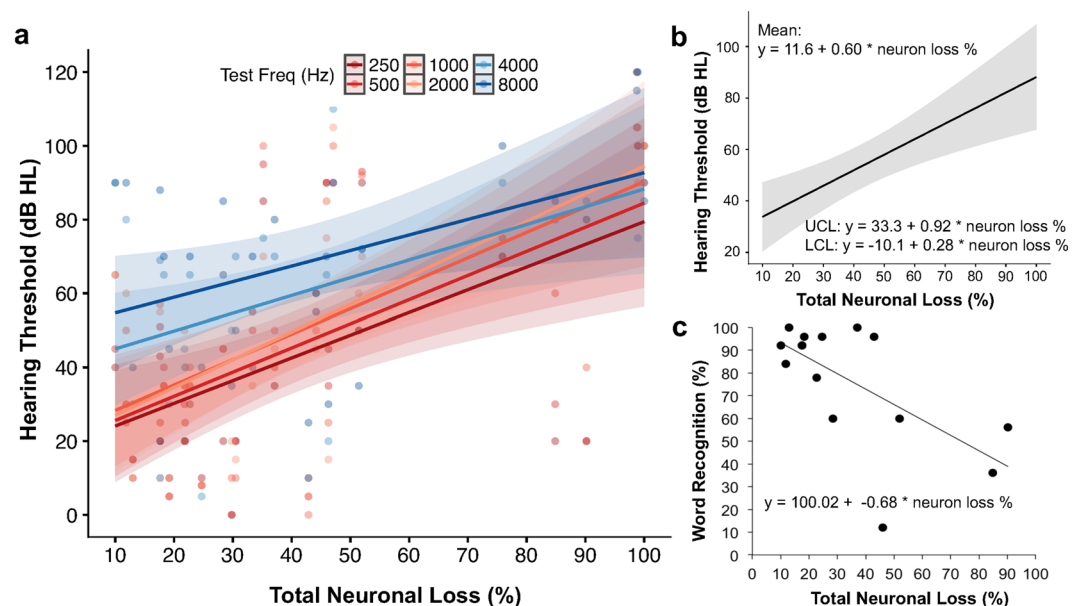 a
Test Freq (Hz)
250 1000 4000
500 2000 8000
Hearing Threshold (dB HL)
120
100
80
60
40
20
0
10 20 30 40 50 60 70 80 90 100
Total Neuronal Loss (%)
b
Mean:
y = 11.6 + 0.60 * neuron loss %
Hearing Threshold (dB HL)
100
80
60
40
20
UCL: y = 33.3 + 0.92 * neuron loss %
LCL: y = -10.1 + 0.28 * neuron loss %
10 20 30 40 50 60 70 80 90 100
Total Neuronal Loss (%)
c
Word Recognition (%)
100
90
80
70
60
50
40
30
20
10
0
y = 100.02 + -0.68 * neuron loss %
0 10 20 30 40 50 60 70 80 90 100
Total Neuronal Loss (%)